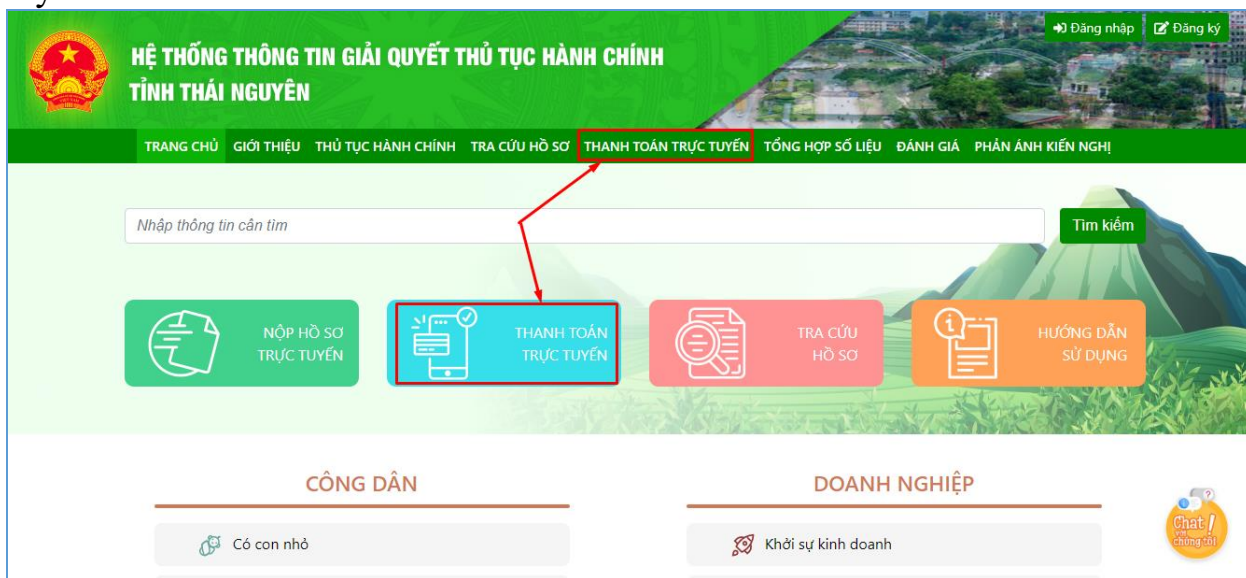 Đăng nhập Đăng ký
HỆ THỐNG THÔNG TIN GIẢI QUYẾT THỦ TỤC HÀNH CHÍNH
TỈNH THÁI NGUYÊN
TRANG CHỦ GIỚI THIỆU THỦ TỤC HÀNH CHÍNH TRA CỨU HỒ SƠ THANH TOÁN TRỰC TUYẾN TỔNG HỢP SỐ LIỆU ĐÁNH GIÁ PHẢN ÁNH KIẾN NGHỊ
Nhập thông tin cần tìm Tìm kiếm
NỘP HỒ SƠ
TRỰC TUYẾN
THANH TOÁN
TRỰC TUYẾN
TRA CỨU
HỒ SƠ
HƯỚNG DẪN
SỬ DỤNG
CÔNG DÂN
DOANH NGHIỆP
Có con nhỏ
Khởi sự kinh doanh
Chat
với
chúng tôi